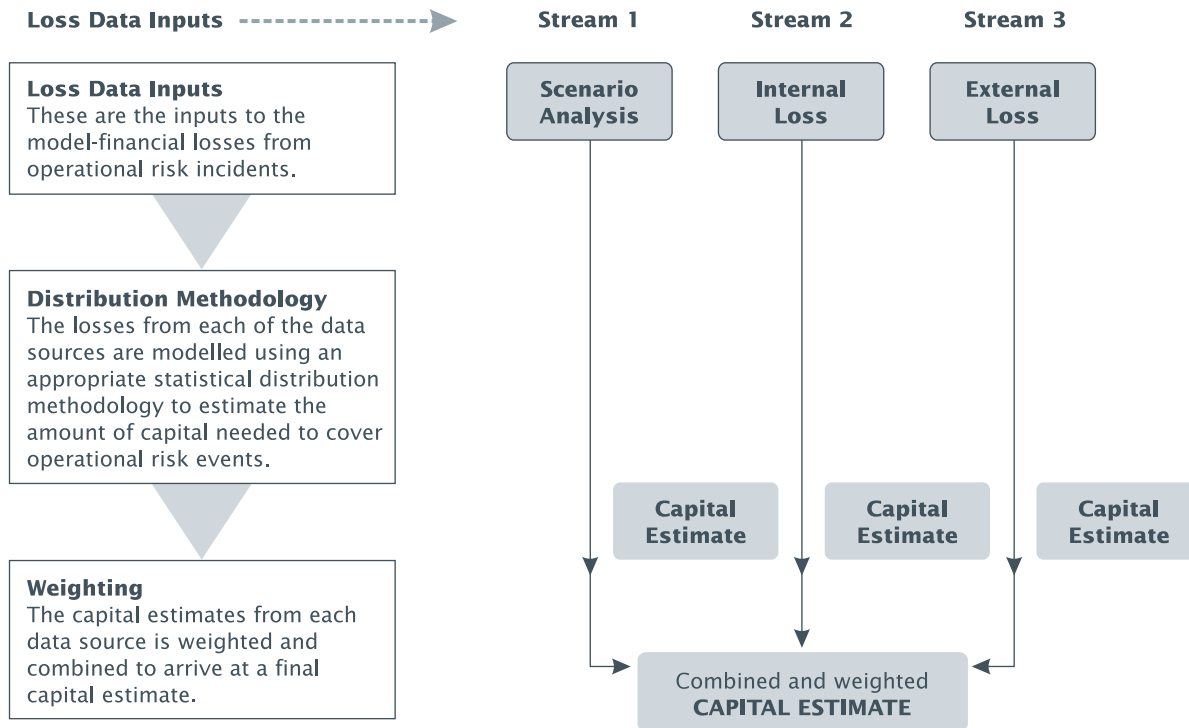 Loss Data Inputs
Stream 1
Stream 2
Stream 3
Loss Data Inputs
These are the inputs to the
model-financial losses from
operational risk incidents.
Scenario
Analysis
Internal
Loss
External
Loss
Distribution Methodology
The losses from each of the data
sources are modelled using an
appropriate statistical distribution
methodology to estimate the
amount of capital needed to cover
operational risk events.
Capital
Estimate
Capital
Estimate
Capital
Estimate
Weighting
The capital estimates from each
data source is weighted and
combined to arrive at a final
capital estimate.
Combined and weighted
CAPITAL ESTIMATE